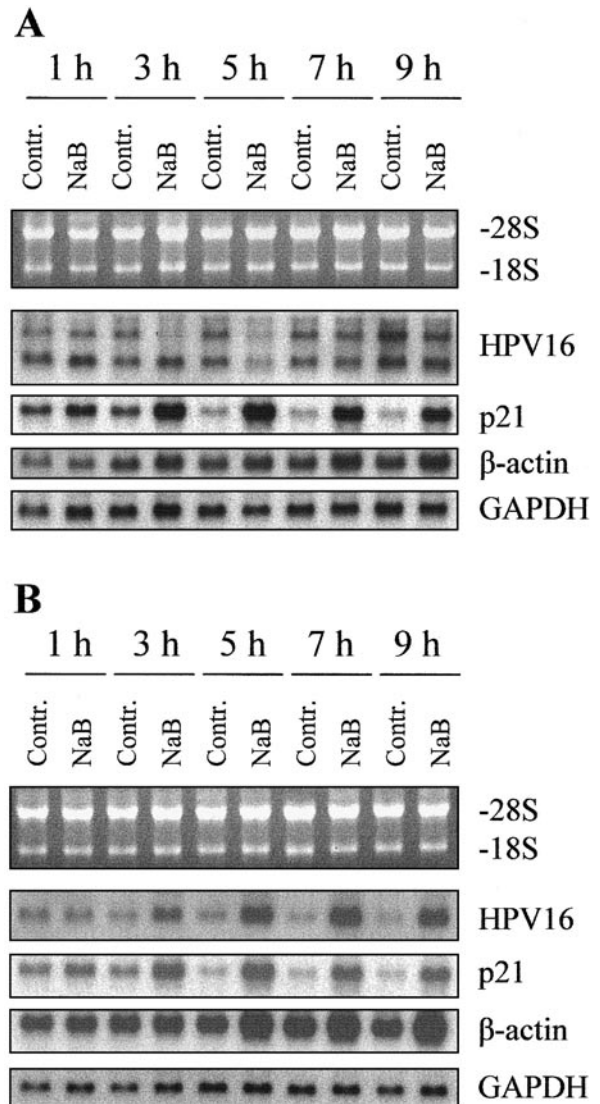 A
1 h 3 h 5 h 7 h 9 h
Contr. NaB Contr. NaB Contr. NaB Contr. NaB Contr. NaB
-28S
-18S
HPV16
p21
β-actin
GAPDH
B
1 h 3 h 5 h 7 h 9 h
Contr. NaB Contr. NaB Contr. NaB Contr. NaB Contr. NaB
-28S
-18S
HPV16
p21
β-actin
GAPDH